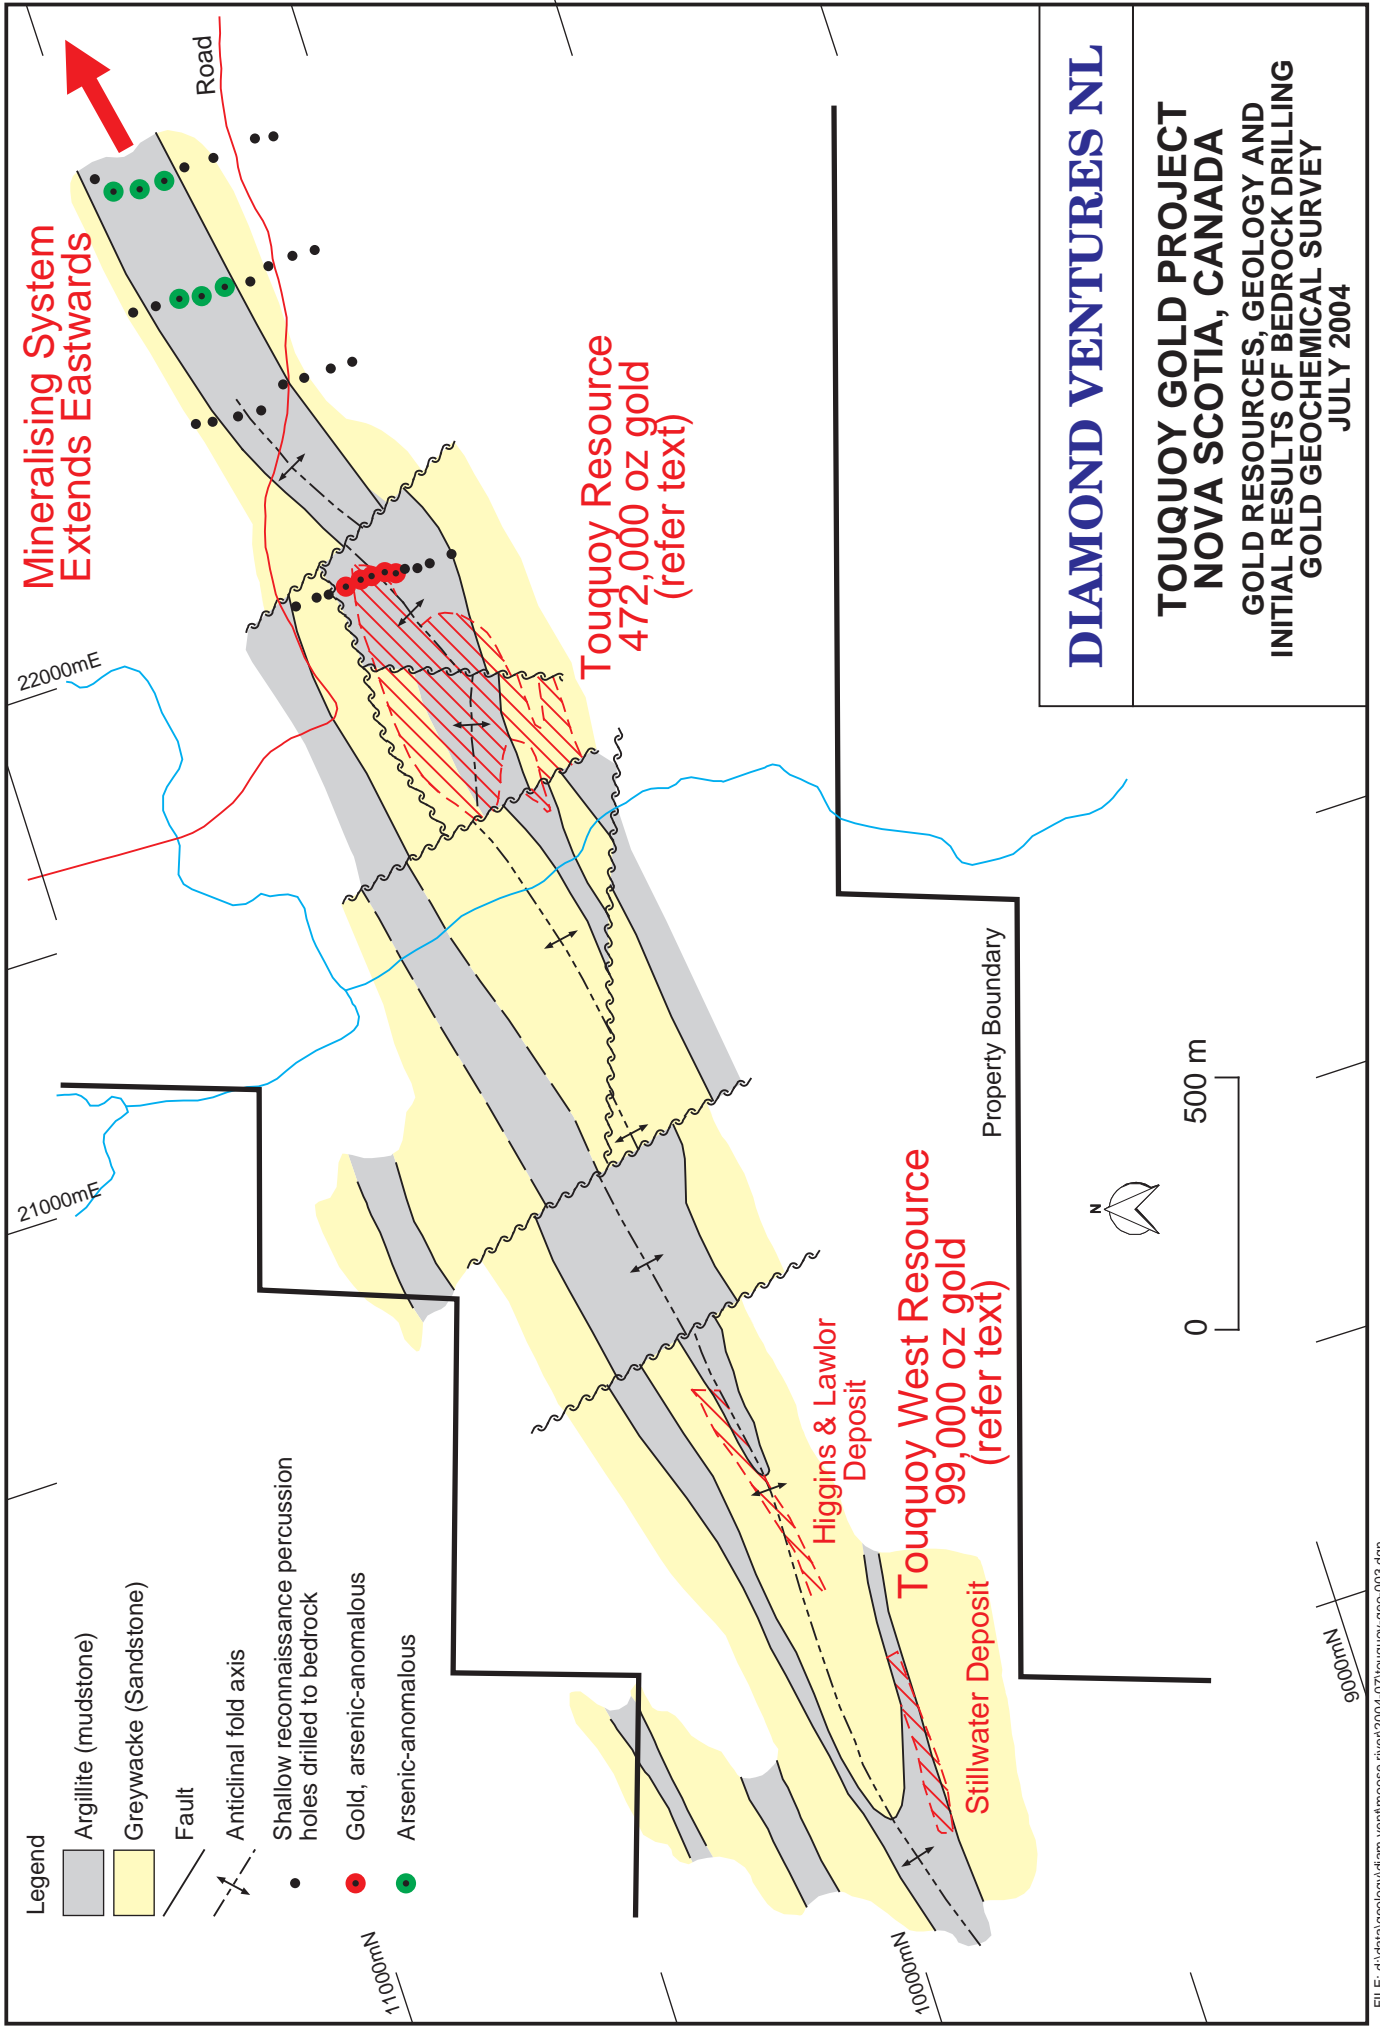 Legend
Argillite (mudstone)
Greywacke (Sandstone)
Fault
Anticlinal fold axis
Shallow reconnaissance percussion
holes drilled to bedrock
Gold, arsenic-anomalous
Arsenic-anomalous
21000mE
22000mE
Mineralising System
Extends Eastwards
Road
Touquoy Resource
472,000 oz gold
(refer text)
Higgins & Lawlor
Deposit
Touquoy West Resource
99,000 oz gold
(refer text)
Stillwater Deposit
Property Boundary
11000mN
10000mN
9000mN
N
0
500 m
DIAMOND VENTURES NL
TOUQUOY GOLD PROJECT
NOVA SCOTIA, CANADA
GOLD RESOURCES, GEOLOGY AND
INITIAL RESULTS OF BEDROCK DRILLING
GOLD GEOCHEMICAL SURVEY
JULY 2004